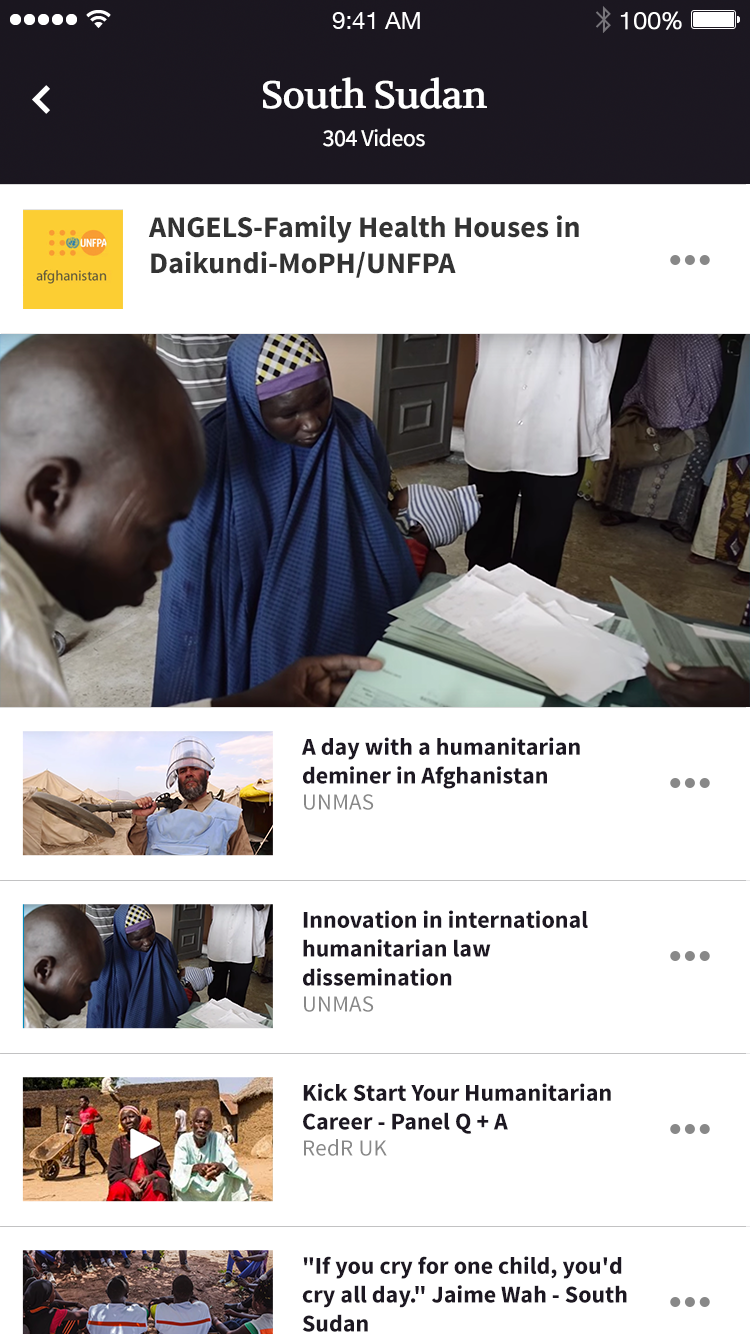 9:41 AM
100%
South Sudan
304 Videos
UNFPA
afghanistan
ANGELS-Family Health Houses in
Daikundi-MoPH/UNFPA
A day with a humanitarian
deminer in Afghanistan
UNMAS
Innovation in international
humanitarian law
dissemination
UNMAS
Kick Start Your Humanitarian
Career - Panel Q + A
RedR UK
"If you cry for one child, you'd
cry all day." Jaime Wah - South
Sudan